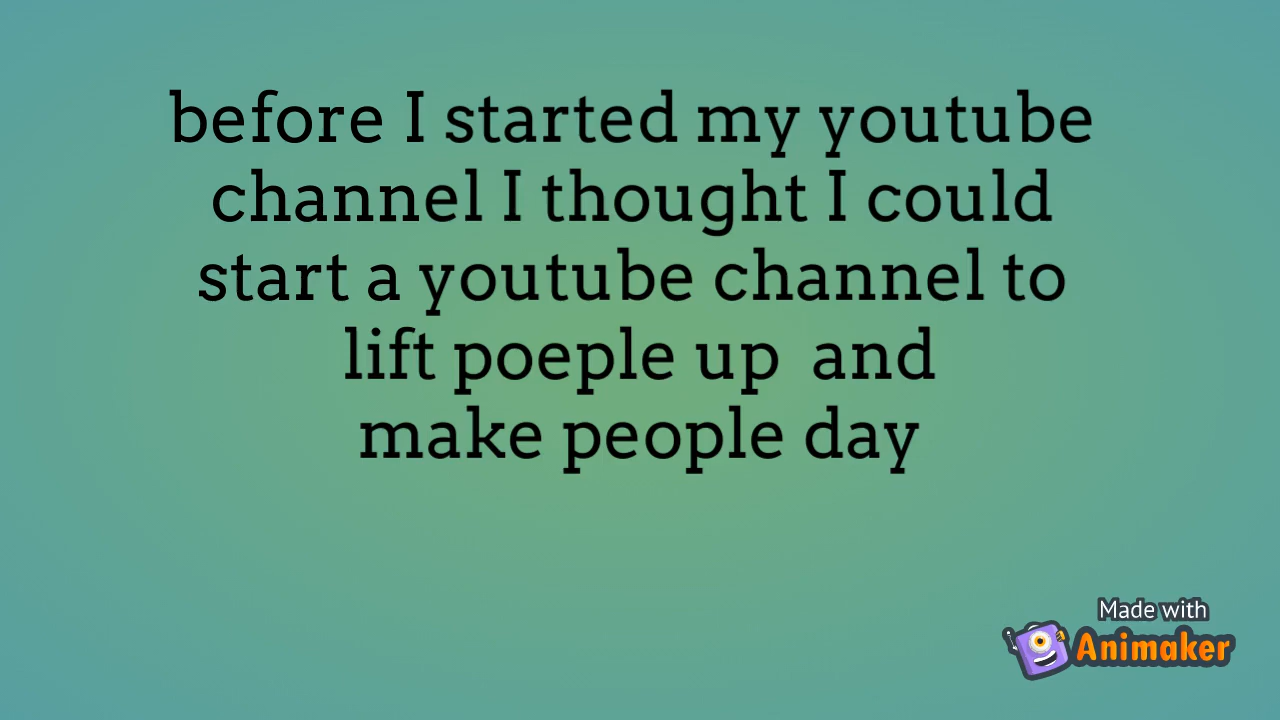 before I started my youtube
channel I thought I could
start a youtube channel to
lift poeple up  and
make people day
Made with
Animaker